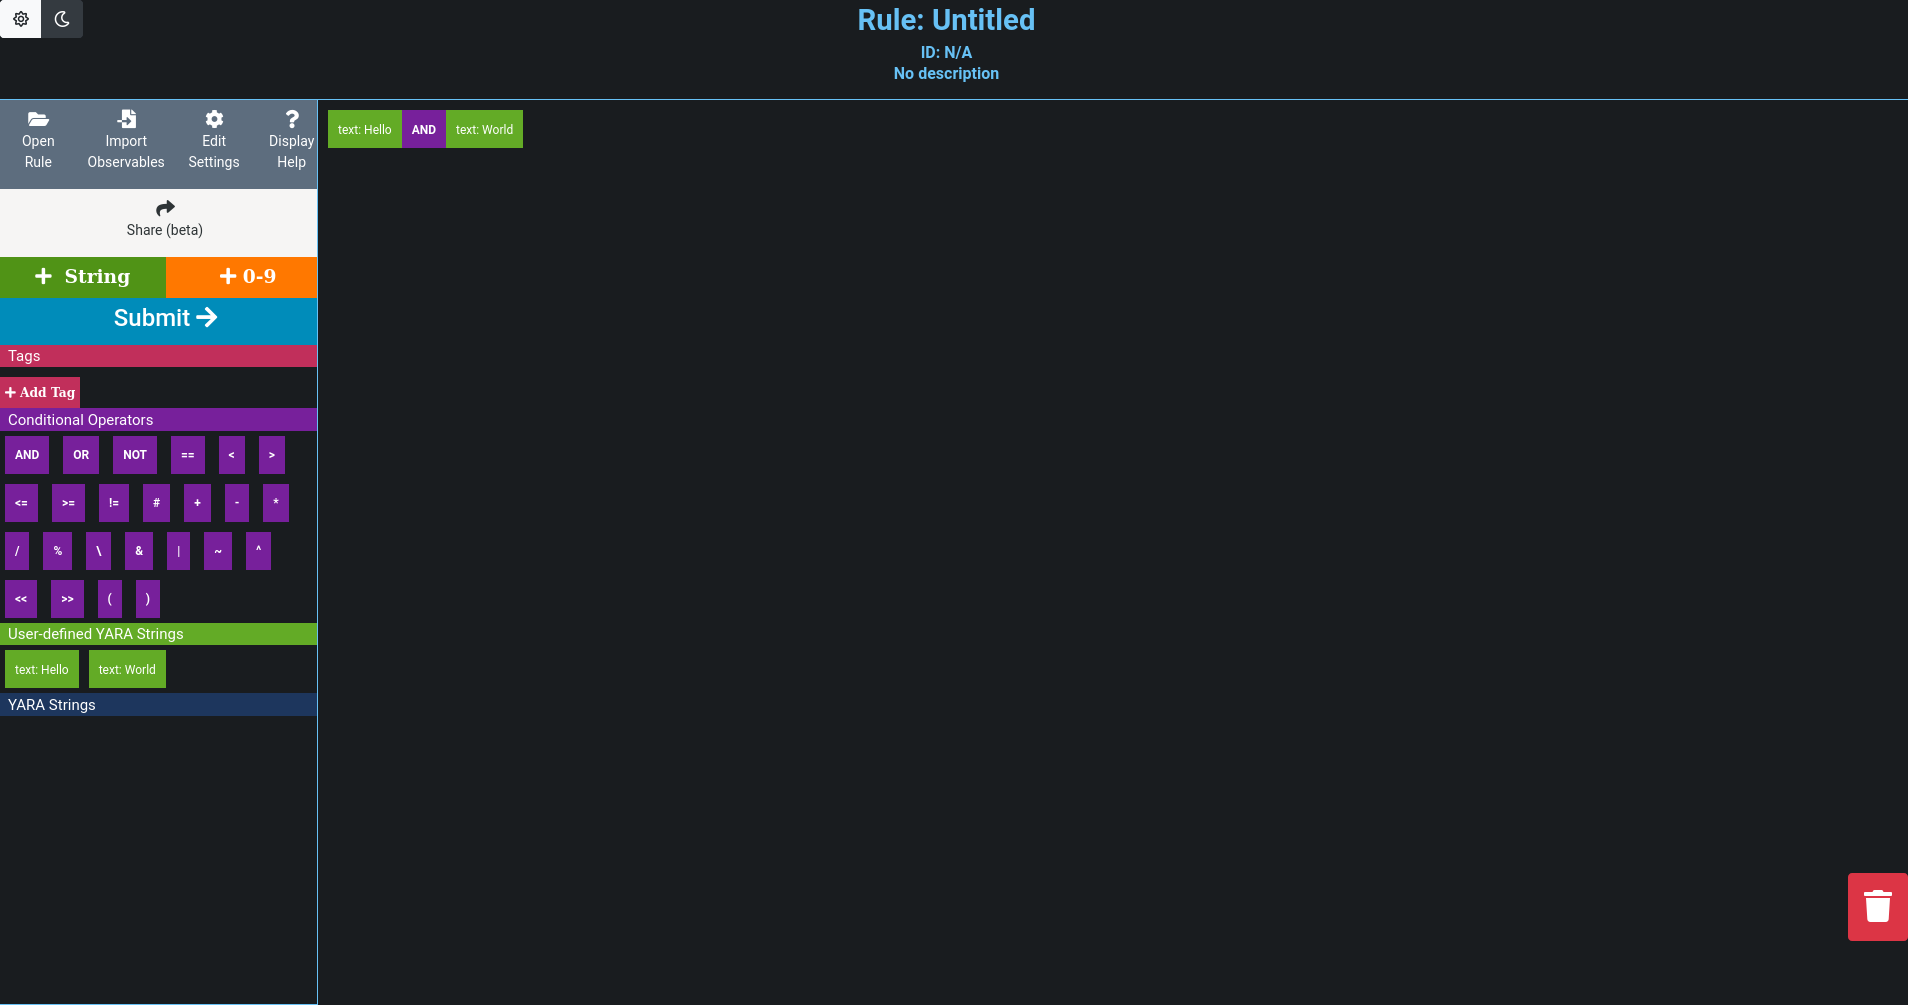 Rule: Untitled
ID: N/A
No description
Open Rule
Import Observables
Edit Settings
Display Help
Share (beta)
+ String
+ 0-9
Submit →
Tags
+ Add Tag
Conditional Operators
AND OR NOT == < >
<= >= != # + - *
/ % \ & | ~ ^
<< >> ( )
User-defined YARA Strings
text: Hello text: World
YARA Strings
text: Hello AND text: World